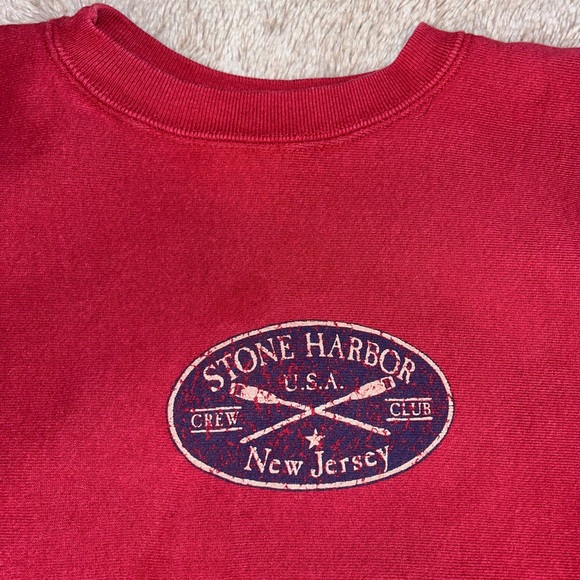 STONE HARBOR
U.S.A.
CREW CLUB
New Jersey